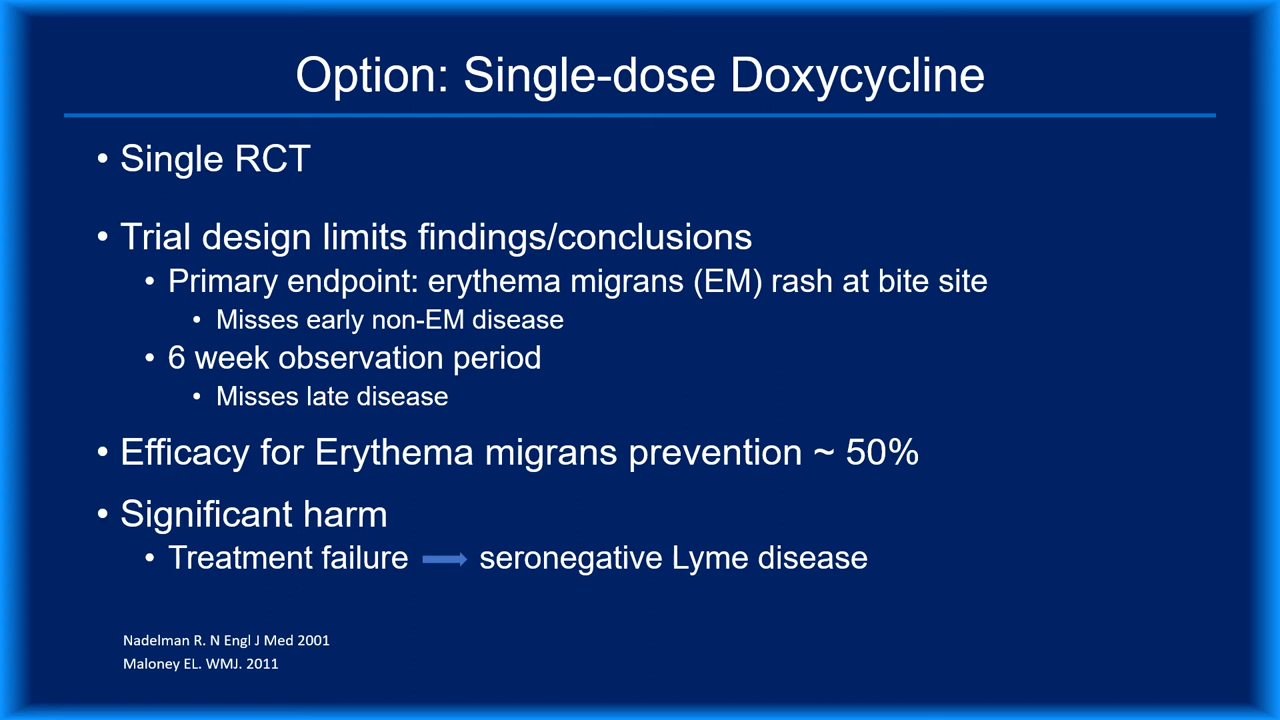 Option: Single-dose Doxycycline
• Single RCT
• Trial design limits findings/conclusions
• Primary endpoint: erythema migrans (EM) rash at bite site
• Misses early non-EM disease
• 6 week observation period
• Misses late disease
• Efficacy for Erythema migrans prevention ~ 50%
• Significant harm
• Treatment failure → seronegative Lyme disease
Nadelman R. N Engl J Med 2001
Maloney EL. WMJ. 2011